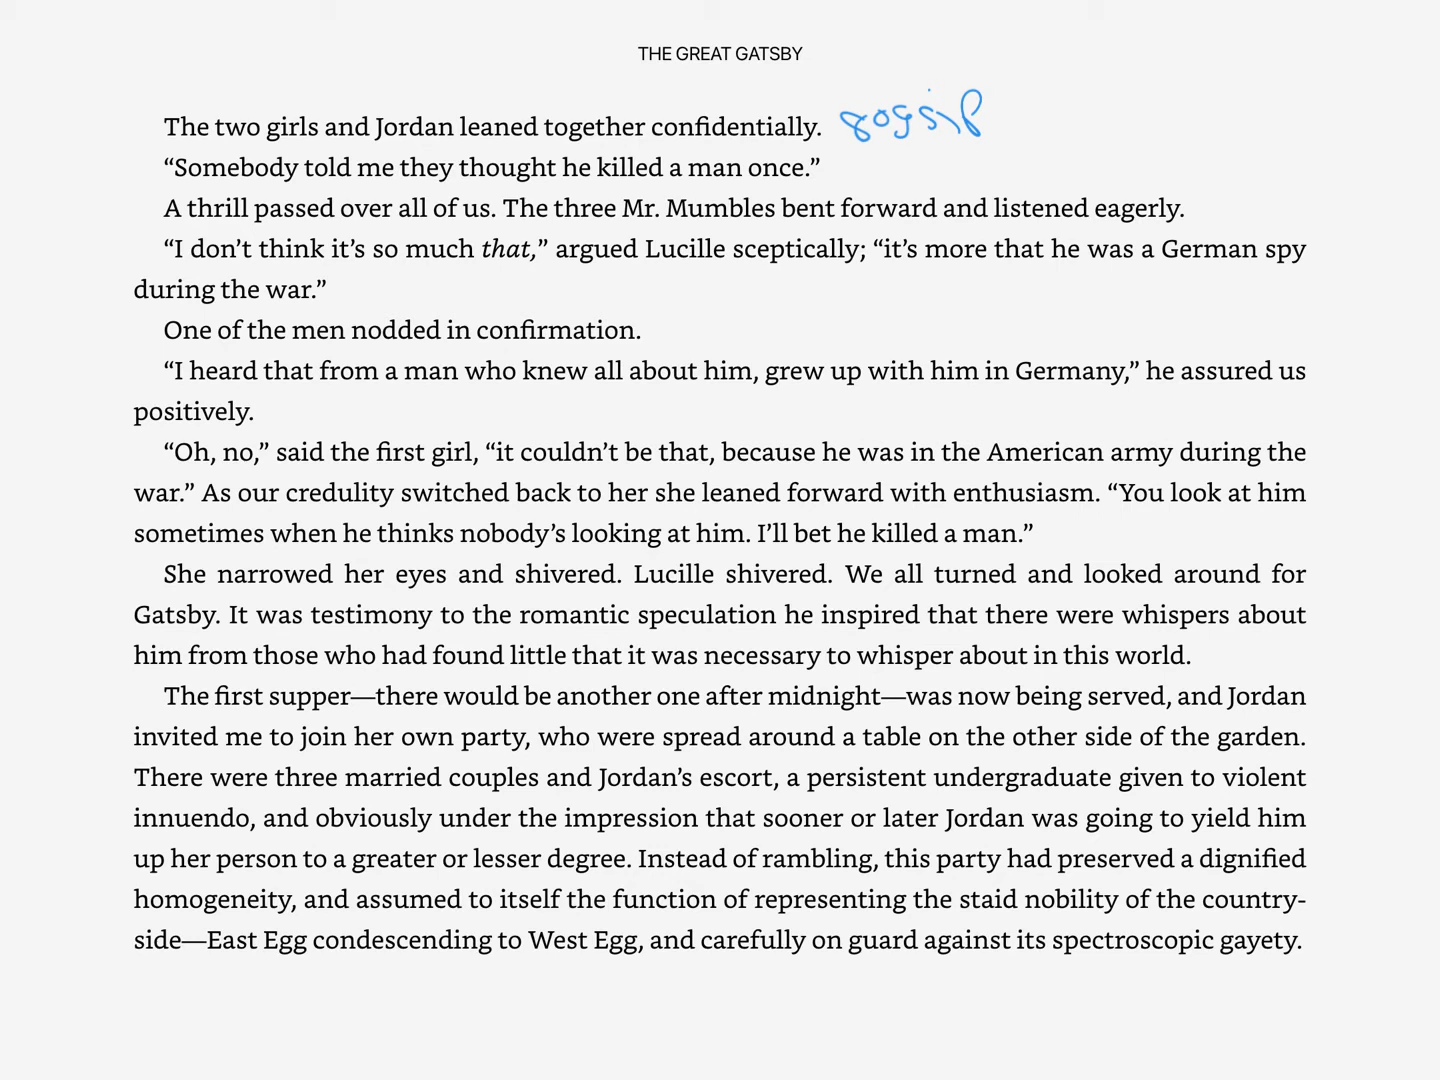 THE GREAT GATSBY
The two girls and Jordan leaned together confidentially. gossip
“Somebody told me they thought he killed a man once.”
A thrill passed over all of us. The three Mr. Mumbles bent forward and listened eagerly.
“I don’t think it’s so much that,” argued Lucille sceptically; “it’s more that he was a German spy
during the war.”
One of the men nodded in confirmation.
“I heard that from a man who knew all about him, grew up with him in Germany,” he assured us
positively.
“Oh, no,” said the first girl, “it couldn’t be that, because he was in the American army during the
war.” As our credulity switched back to her she leaned forward with enthusiasm. “You look at him
sometimes when he thinks nobody’s looking at him. I’ll bet he killed a man.”
She narrowed her eyes and shivered. Lucille shivered. We all turned and looked around for
Gatsby. It was testimony to the romantic speculation he inspired that there were whispers about
him from those who had found little that it was necessary to whisper about in this world.
The first supper—there would be another one after midnight—was now being served, and Jordan
invited me to join her own party, who were spread around a table on the other side of the garden.
There were three married couples and Jordan’s escort, a persistent undergraduate given to violent
innuendo, and obviously under the impression that sooner or later Jordan was going to yield him
up her person to a greater or lesser degree. Instead of rambling, this party had preserved a dignified
homogeneity, and assumed to itself the function of representing the staid nobility of the country-
side—East Egg condescending to West Egg, and carefully on guard against its spectroscopic gayety.